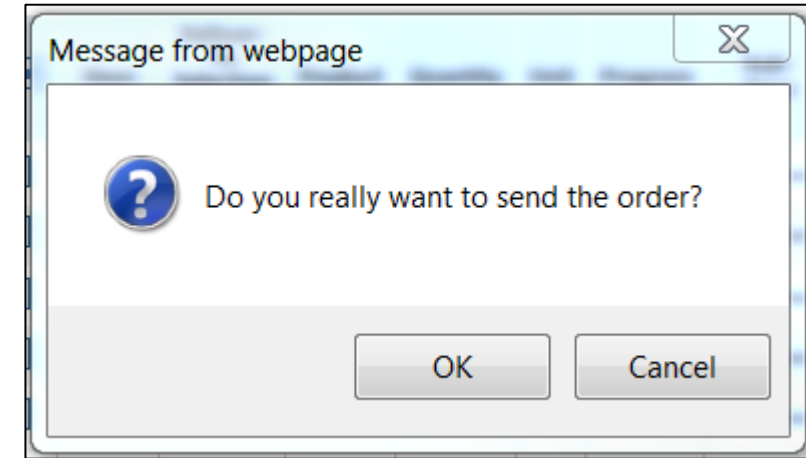 Message from webpage
Do you really want to send the order?
OK
Cancel